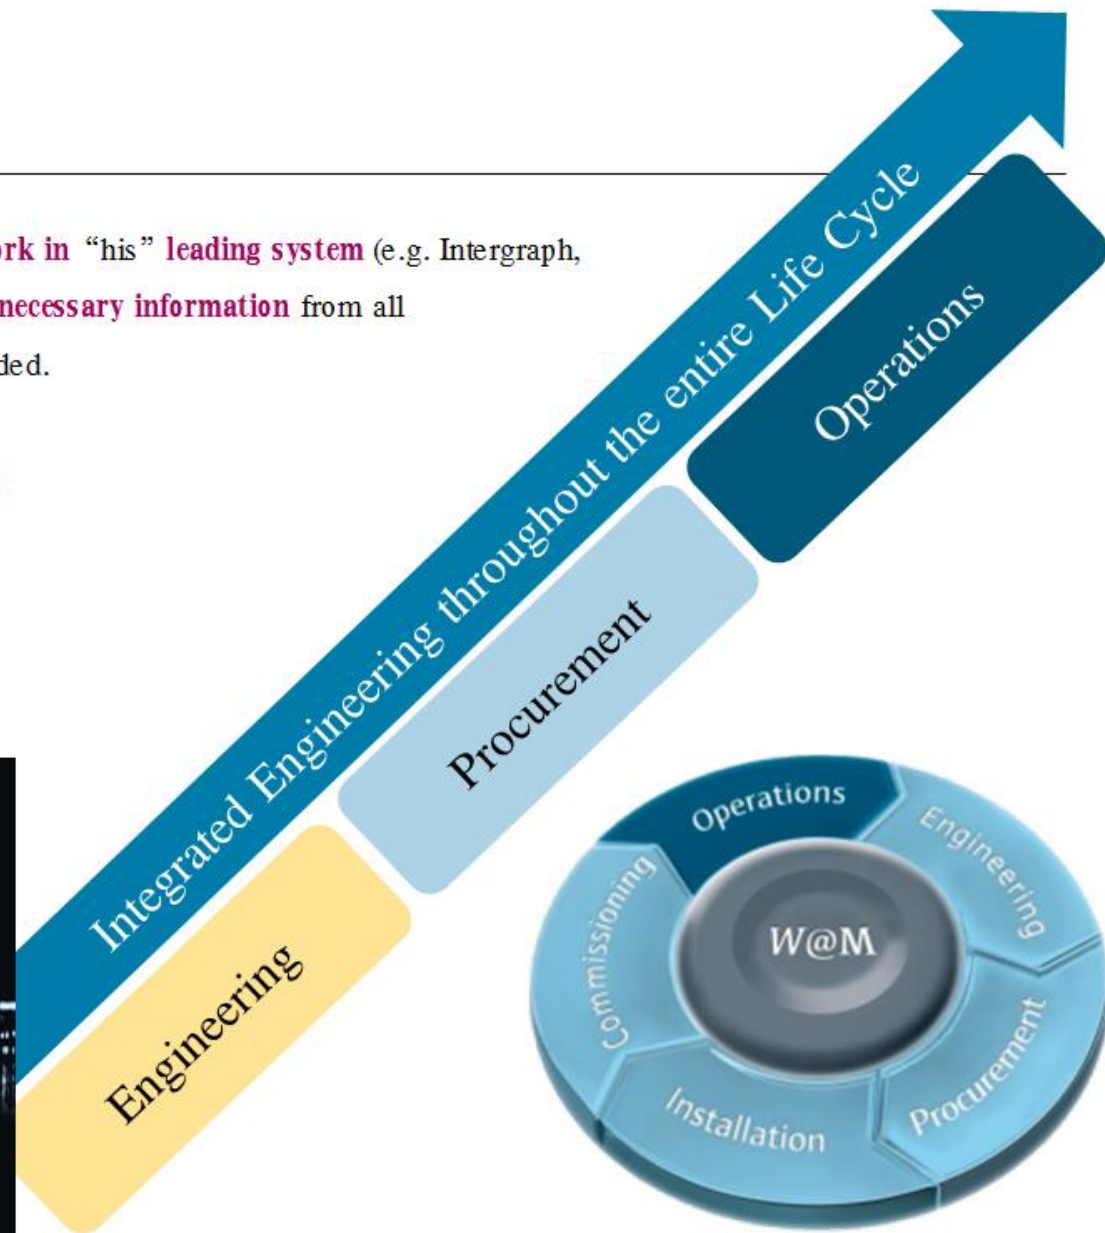 rk in “his” leading system (e.g. Intergraph,
necessary information from all
ded.
Integrated Engineering throughout the entire Life Cycle
Operations
Procurement
Engineering
Operations
Engineering
Procurement
Installation
Commissioning
W@M